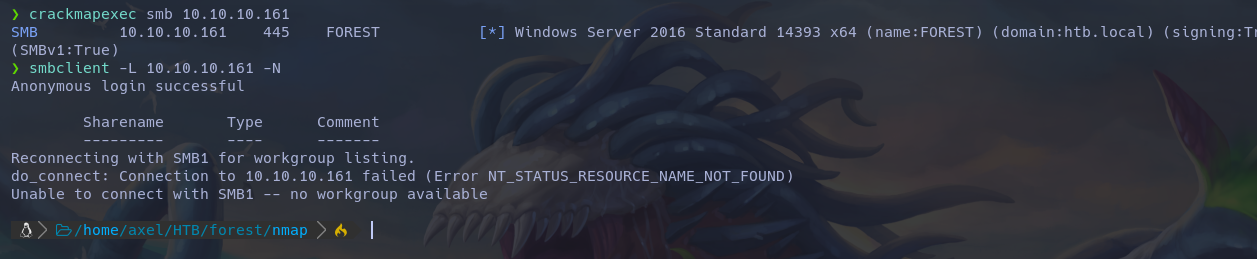 ❯ crackmapexec smb 10.10.10.161
SMB         10.10.10.161    445    FOREST           [*] Windows Server 2016 Standard 14393 x64 (name:FOREST) (domain:htb.local) (signing:Tr
(SMBv1:True)
❯ smbclient -L 10.10.10.161 -N
Anonymous login successful
        Sharename       Type      Comment
        ---------       ----      -------
Reconnecting with SMB1 for workgroup listing.
do_connect: Connection to 10.10.10.161 failed (Error NT_STATUS_RESOURCE_NAME_NOT_FOUND)
Unable to connect with SMB1 -- no workgroup available
/home/axel/HTB/forest/nmap